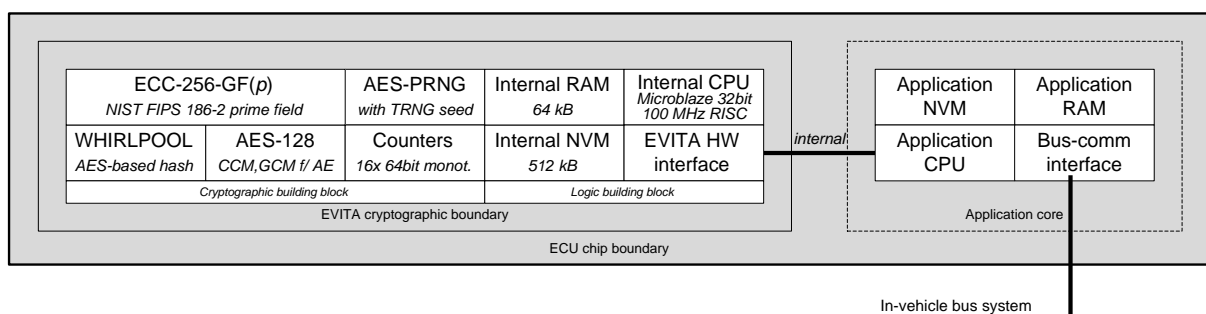 ECC-256-GF(p)
NIST FIPS 186-2 prime field
AES-PRNG
with TRNG seed
Internal RAM
64 kB
Internal CPU
Microblaze 32bit
100 MHz RISC
WHIRLPOOL
AES-based hash
AES-128
CCM,GCM f/ AE
Counters
16x 64bit monot.
Internal NVM
512 kB
EVITA HW
interface
Cryptographic building block
Logic building block
EVITA cryptographic boundary
internal
Application
NVM
Application
RAM
Application
CPU
Bus-comm
interface
Application core
ECU chip boundary
In-vehicle bus system